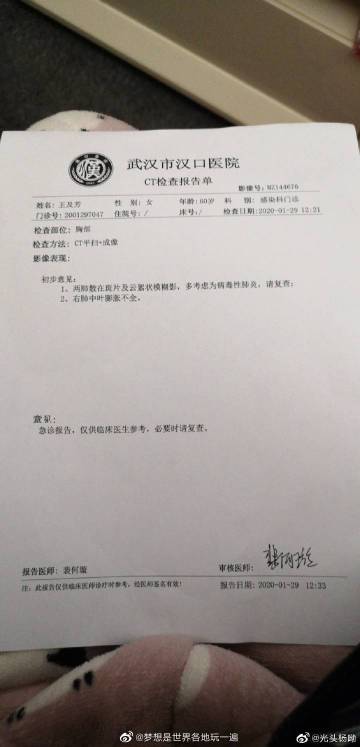 武汉市汉口医院
CT检查报告单
影像号: MZ144676
姓名: 王及芳 性 别: 女 年龄: 60岁 科 别: 感染科门诊
门诊号: 2001297047 住院号: / 床号: / 检查日期: 2020-01-29 12:21
检查部位: 胸部
检查方法: CT平扫+成像
影像表现:
初步意见:
1、两肺散在斑片及云絮状模糊影，多考虑为病毒性肺炎，请复查;
2、右肺中叶膨胀不全。
意见:
急诊报告，仅供临床医生参考，必要时请复查。
报告医师: 裴何璇 审核医师:
注: 此报告仅供临床医师诊疗时参考，经医师签名有效! 报告日期: 2020-01-29 12:33
@梦想是世界各地玩一遍
@光头杨顺